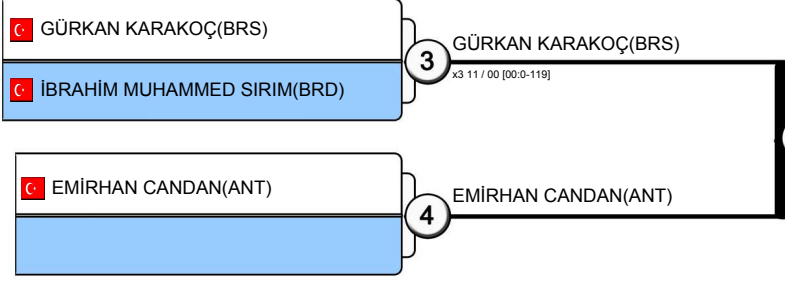 GÜRKAN KARAKOÇ(BRS)
İBRAHİM MUHAMMED SIRIM(BRD)
3
GÜRKAN KARAKOÇ(BRS)
x3 11 / 00 [00:0-119]
EMİRHAN CANDAN(ANT)
4
EMİRHAN CANDAN(ANT)